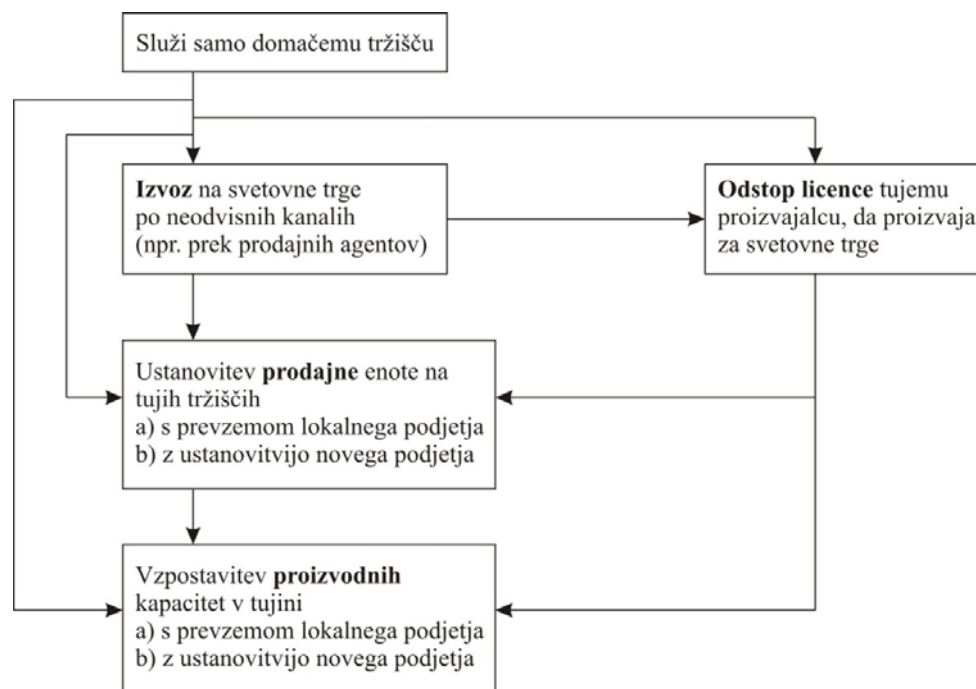 Služi samo domačemu tržišču
Izvoz na svetovne trge
po neodvisnih kanalih
(npr. prek prodajnih agentov)
Odstop licence tujemu
proizvajalcu, da proizvaja
za svetovne trge
Ustanovitev prodajne enote na
tujih tržiščih
a) s prevzemom lokalnega podjetja
b) z ustanovitvijo novega podjetja
Vzpostavitev proizvodnih
kapacitet v tujini
a) s prevzemom lokalnega podjetja
b) z ustanovitvijo novega podjetja